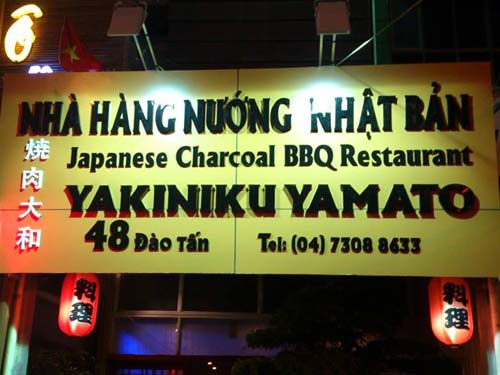 NHÀ HÀNG NƯỚNG NHẬT BẢN
Japanese Charcoal BBQ Restaurant
焼肉大和
YAKINIKU YAMATO
48 Đào Tấn Tel: (04) 7308 8633
料理
料理